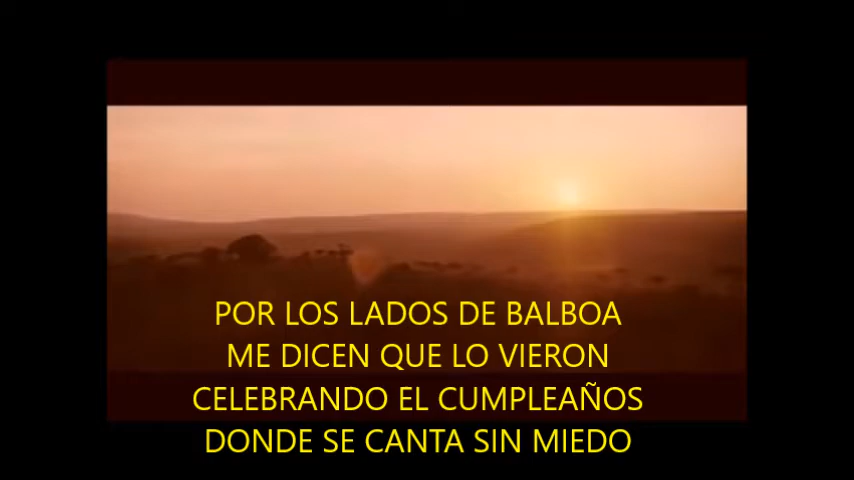 POR LOS LADOS DE BALBOA
ME DICEN QUE LO VIERON
CELEBRANDO EL CUMPLEAÑOS
DONDE SE CANTA SIN MIEDO